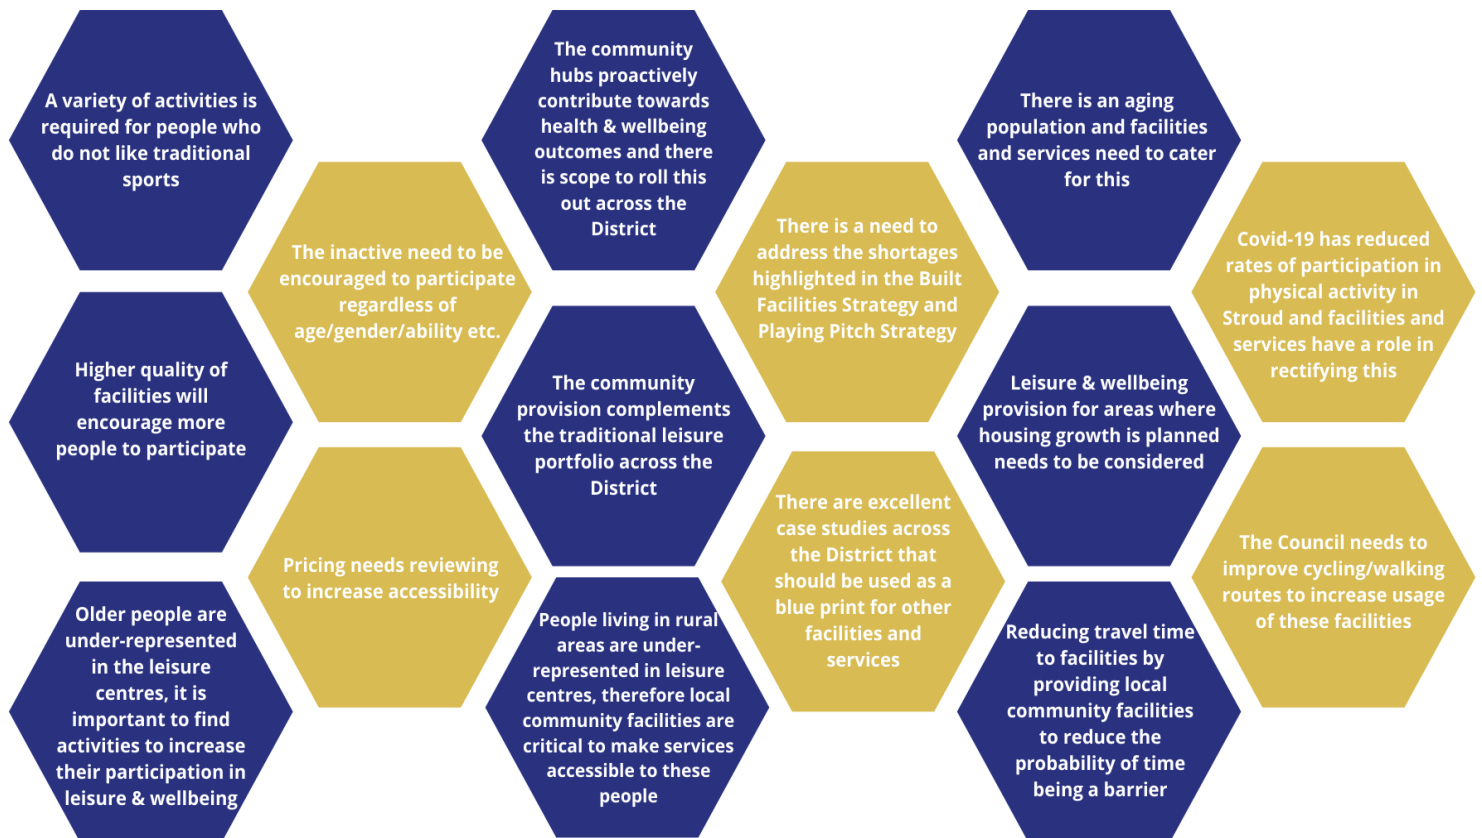 A variety of activities is
required for people who
do not like traditional
sports
The community
hubs proactively
contribute towards
health & wellbeing
outcomes and there
is scope to roll this
out across the
District
There is an aging
population and facilities
and services need to cater
for this
The inactive need to be
encouraged to participate
regardless of
age/gender/ability etc.
There is a need to
address the shortages
highlighted in the Built
Facilities Strategy and
Playing Pitch Strategy
Covid-19 has reduced
rates of participation in
physical activity in
Stroud and facilities and
services have a role in
rectifying this
Higher quality of
facilities will
encourage more
people to participate
The community
provision complements
the traditional leisure
portfolio across the
District
Leisure & wellbeing
provision for areas where
housing growth is planned
needs to be considered
Pricing needs reviewing
to increase accessibility
There are excellent
case studies across
the District that
should be used as a
blue print for other
facilities and
services
The Council needs to
improve cycling/walking
routes to increase usage
of these facilities
Older people are
under-represented
in the leisure
centres, it is
important to find
activities to increase
their participation in
leisure & wellbeing
People living in rural
areas are under-
represented in leisure
centres, therefore local
community facilities are
critical to make services
accessible to these
people
Reducing travel time
to facilities by
providing local
community facilities
to reduce the
probability of time
being a barrier